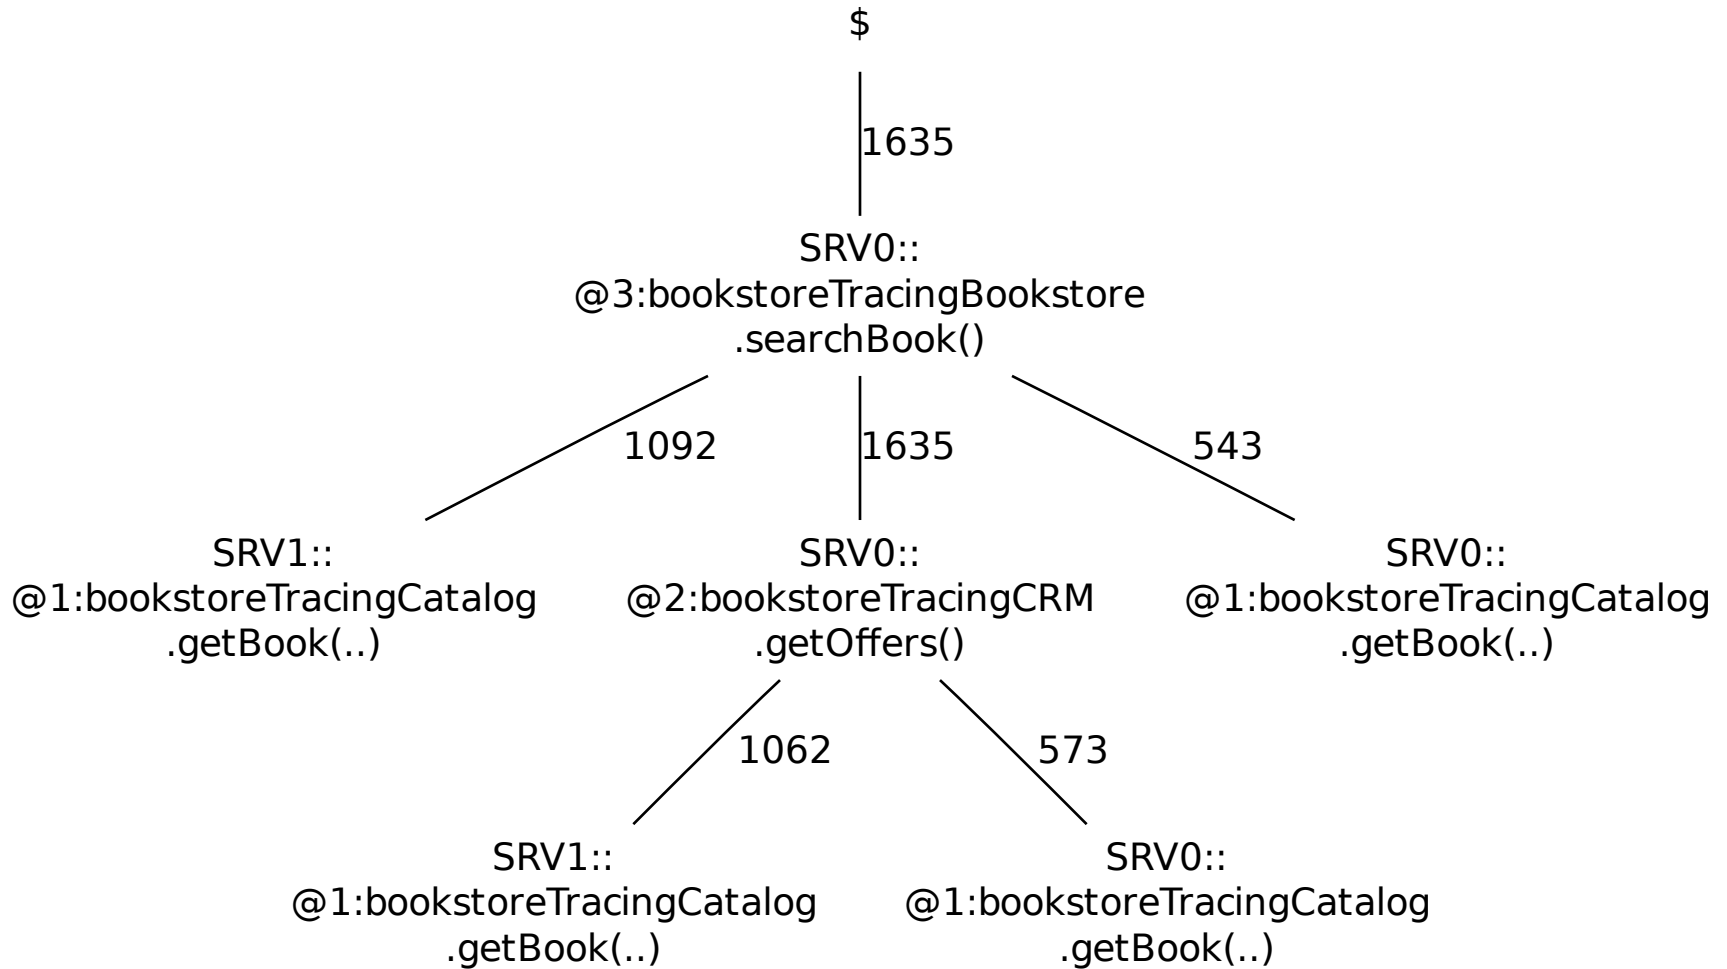 $
1635
SRV0::
@3:bookstoreTracingBookstore
.searchBook()
1092
1635
543
SRV1::
@1:bookstoreTracingCatalog
.getBook(..)
SRV0::
@2:bookstoreTracingCRM
.getOffers()
SRV0::
@1:bookstoreTracingCatalog
.getBook(..)
1062
573
SRV1::
@1:bookstoreTracingCatalog
.getBook(..)
SRV0::
@1:bookstoreTracingCatalog
.getBook(..)